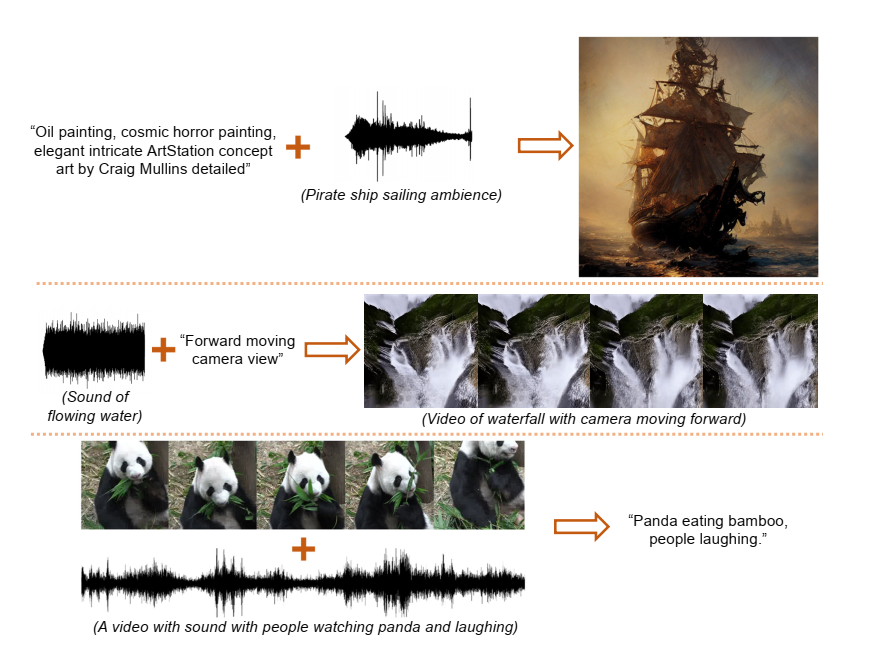 “Oil painting, cosmic horror painting,
elegant intricate ArtStation concept
art by Craig Mullins detailed”
(Pirate ship sailing ambience)
“Forward moving
camera view”
(Sound of
flowing water)
(Video of waterfall with camera moving forward)
“Panda eating bamboo,
people laughing.”
(A video with sound with people watching panda and laughing)